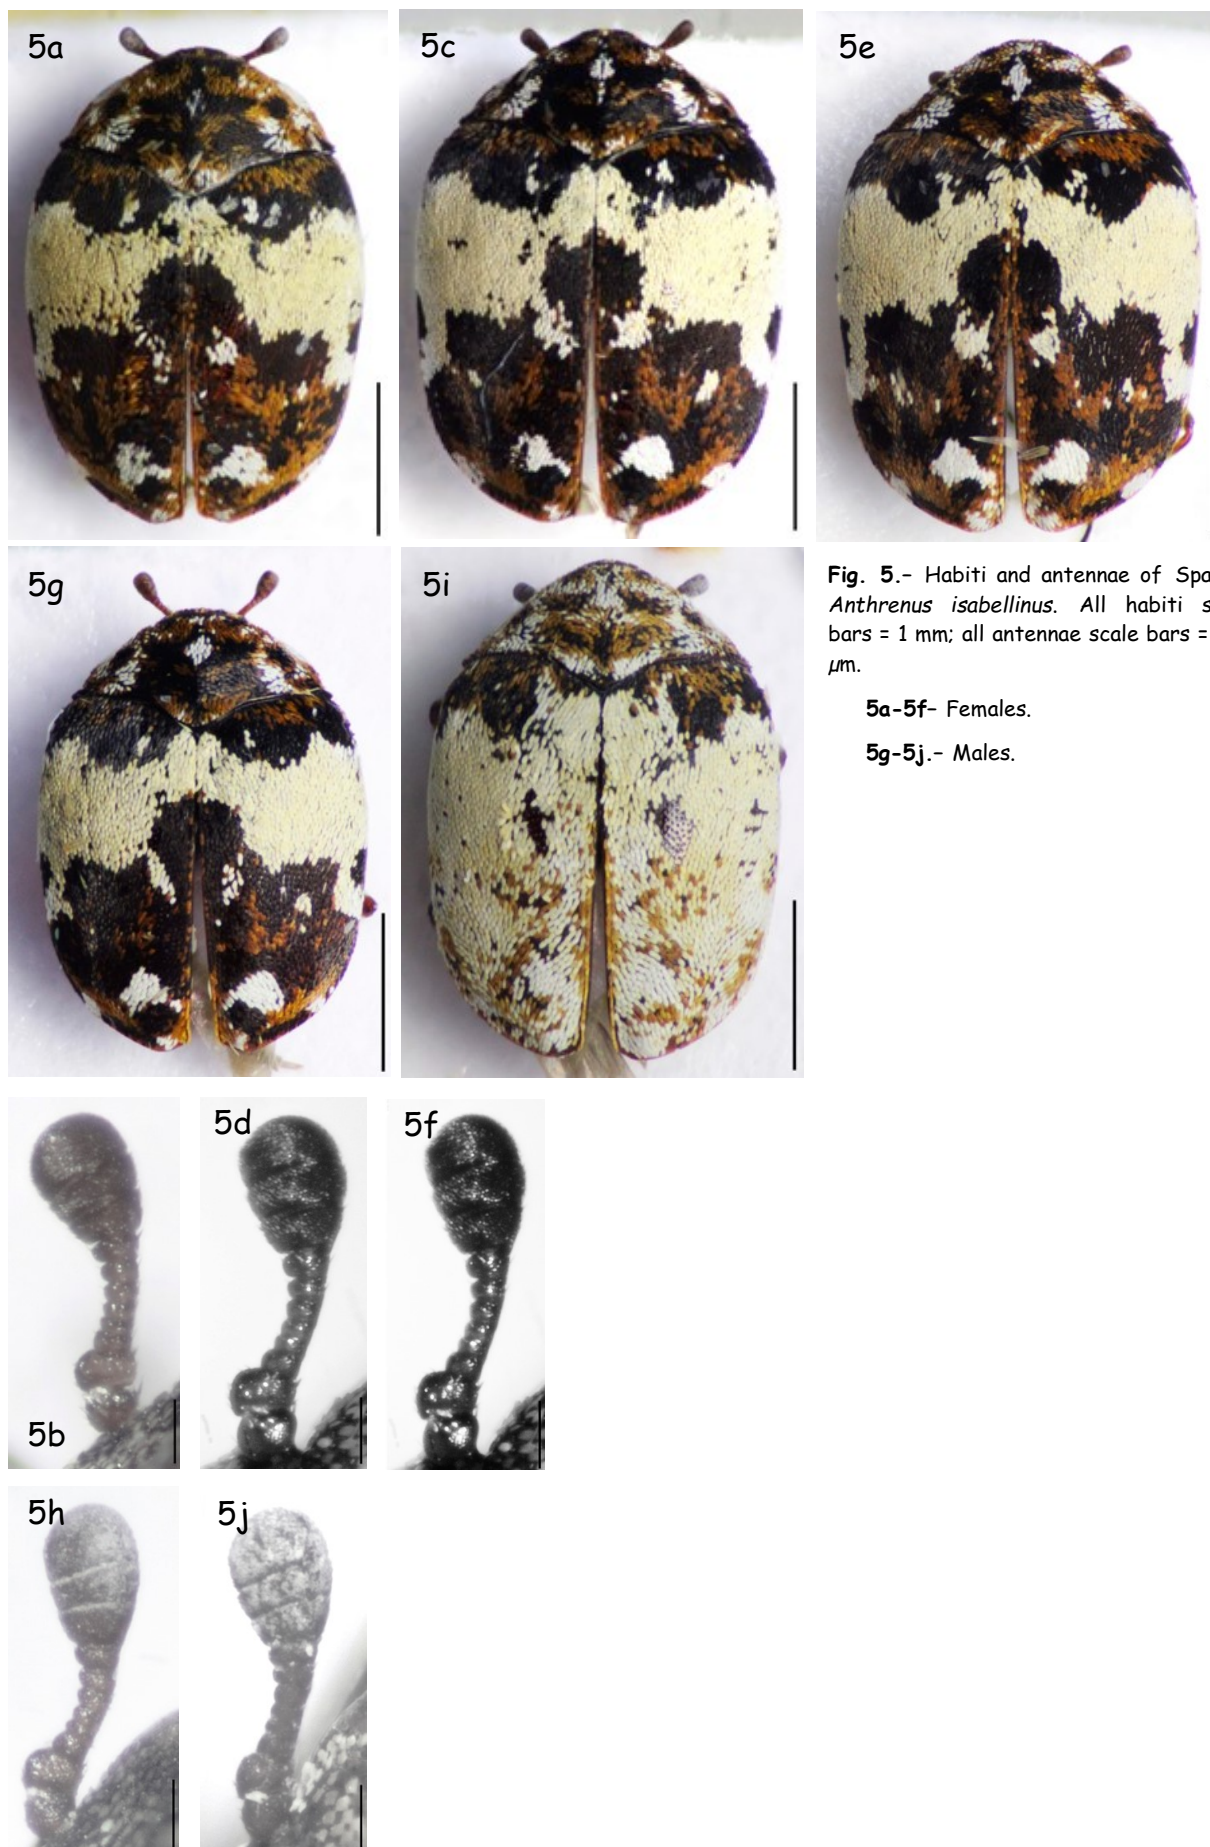 5a
5c
5e
5g
5i
Fig. 5.– Habiti and antennae of Spa
Anthrenus isabellinus. All habiti s
bars = 1 mm; all antennae scale bars =
µm.
5a-5f– Females.
5g-5j.– Males.
5d
5f
5b
5h
5j